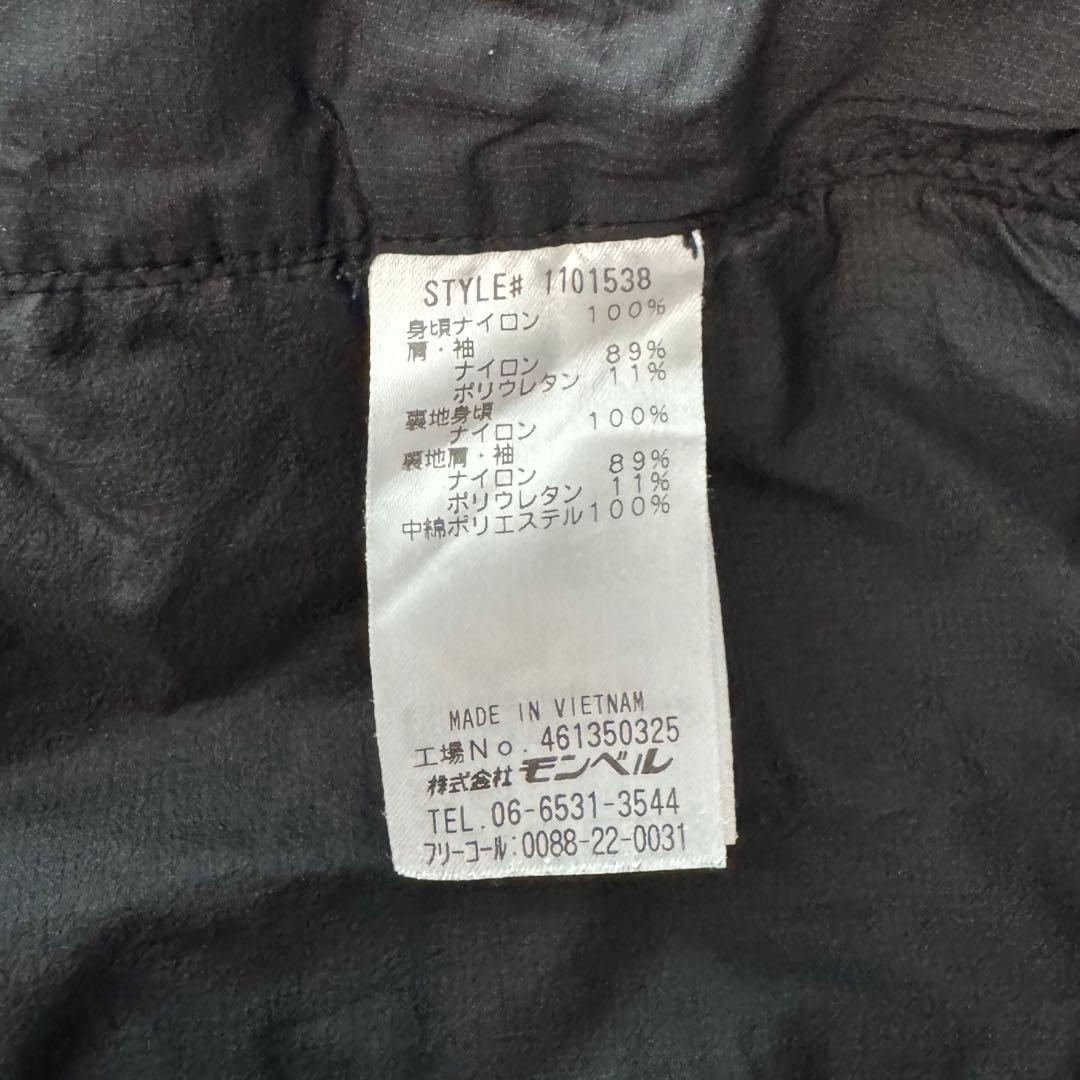 STYLE# 1101538
身頃ナイロン 100%
肩・袖
ナイロン 89%
ポリウレタン 11%
裏地身頃
ナイロン 100%
裏地肩・袖
ナイロン 89%
ポリウレタン 11%
中綿ポリエステル100%
MADE IN VIETNAM
工場No. 461350325
株式会社 モンベル
TEL.06-6531-3544
フリーコール:0088-22-0031